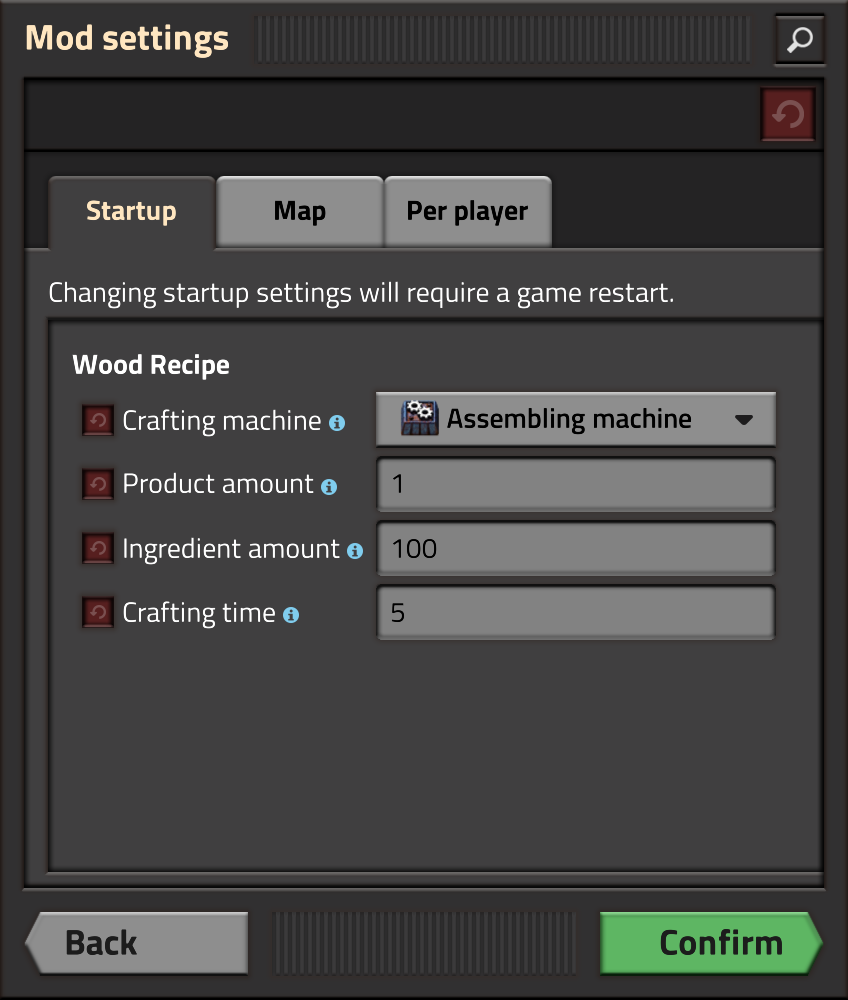 Mod settings
Startup
Map
Per player
Changing startup settings will require a game restart.
Wood Recipe
Crafting machine
Assembling machine
Product amount
1
Ingredient amount
100
Crafting time
5
Back
Confirm